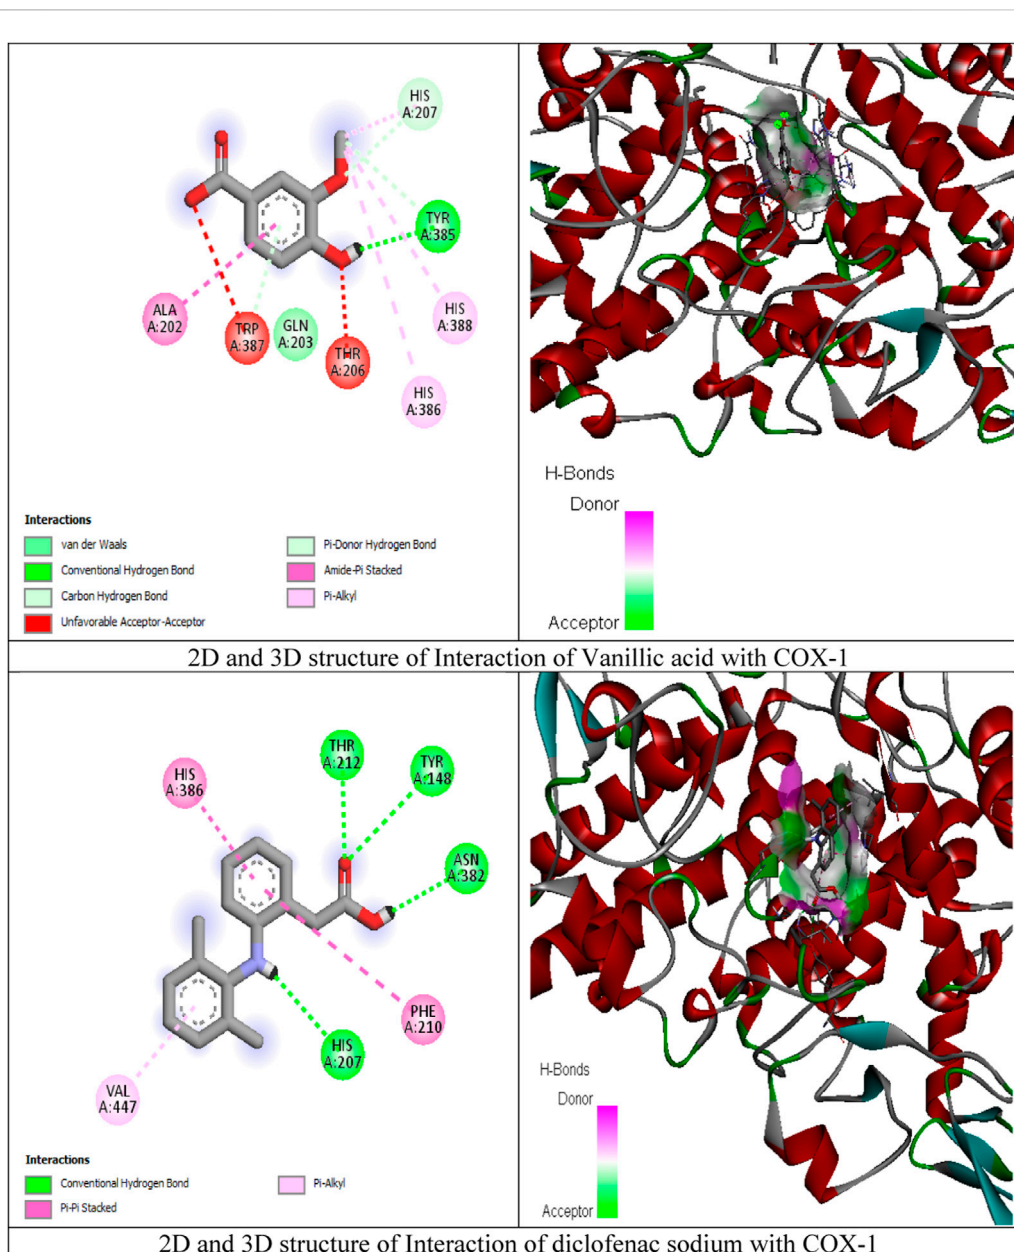 HIS
A:207
TYR
A:385
ALA
A:202
TRP
A:387
GLN
A:203
THR
A:206
HIS
A:388
HIS
A:386
Interactions
van der Waals
Conventional Hydrogen Bond
Carbon Hydrogen Bond
Unfavorable Acceptor-Acceptor
Pi-Donor Hydrogen Bond
Amide-Pi Stacked
Pi-Alkyl
H-Bonds
Donor
Acceptor
2D and 3D structure of Interaction of Vanillic acid with COX-1
THR
A:212
TYR
A:148
HIS
A:386
ASN
A:382
PHE
A:210
HIS
A:207
VAL
A:447
Interactions
Conventional Hydrogen Bond
Pi-Pi Stacked
Pi-Alkyl
H-Bonds
Donor
Acceptor
2D and 3D structure of Interaction of diclofenac sodium with COX-1